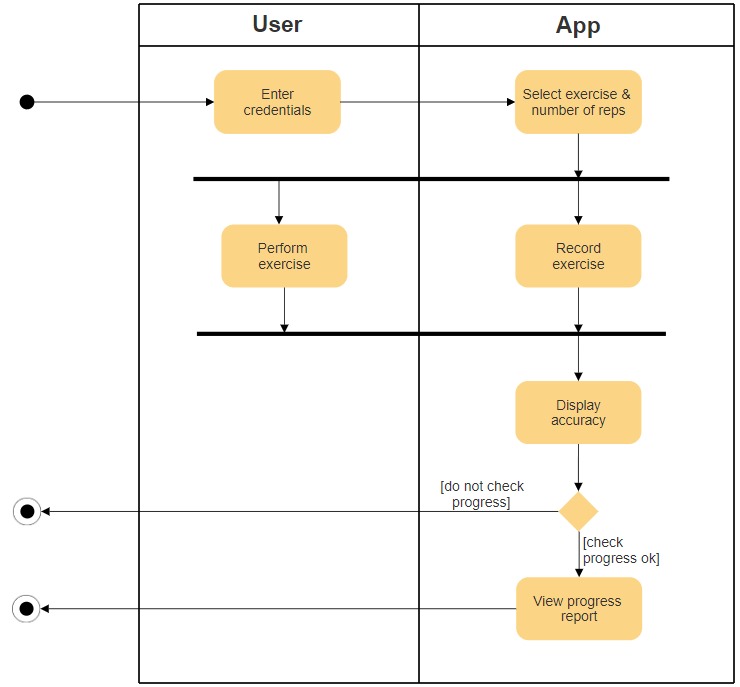 User
App
Enter
credentials
Select exercise &
number of reps
Perform
exercise
Record
exercise
Display
accuracy
[do not check
progress]
[check
progress ok]
View progress
report